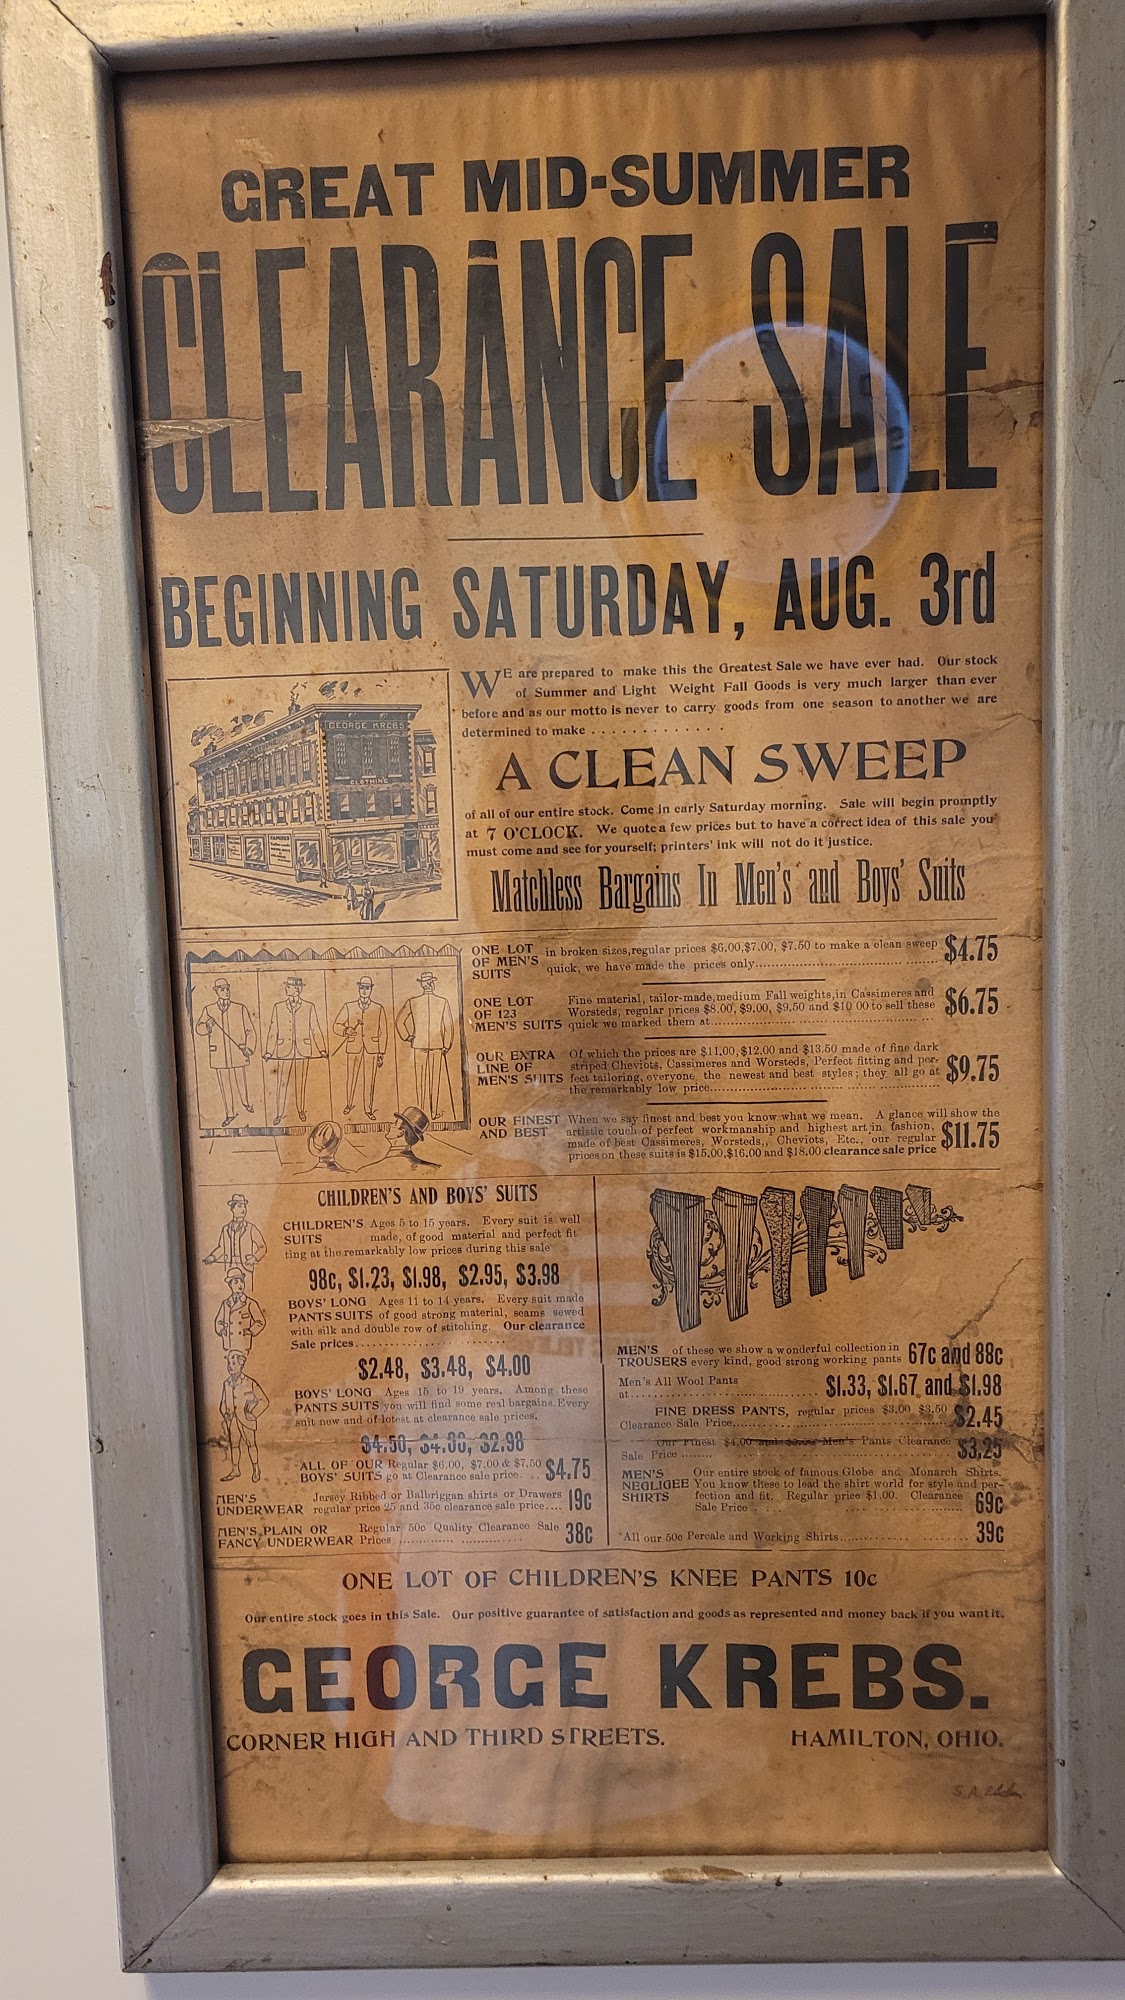 GREAT MID-SUMMER
CLEARANCE SALE
BEGINNING SATURDAY, AUG. 3rd
GEORGE KREBS
CLOTHING
WE are prepared to make this the Greatest Sale we have ever had. Our stock
of Summer and Light Weight Fall Goods is very much larger than ever
before and as our motto is never to carry goods from one season to another we are
determined to make . . . . . . . . . . . . .
A CLEAN SWEEP
of all of our entire stock. Come in early Saturday morning. Sale will begin promptly
at 7 O'CLOCK. We quote a few prices but to have a correct idea of this sale you
must come and see for yourself; printers' ink will not do it justice.
Matchless Bargains In Men's and Boys' Suits
ONE LOT
OF MEN'S
SUITS
in broken sizes, regular prices $6.00, $7.00, $7.50 to make a clean sweep
quick, we have made the prices only
$4.75
ONE LOT
OF 123
MEN'S SUITS
Fine material, tailor-made, medium Fall weights, in Cassimeres and
Worsteds, regular prices $8.00, $9.00, $9.50 and $10 00 to sell these
quick we marked them at
$6.75
OUR EXTRA
LINE OF
MEN'S SUITS
Of which the prices are $11.00, $12.00 and $13.50 made of fine dark
striped Cheviots, Cassimeres and Worsteds, Perfect fitting and per-
fect tailoring, everyone the newest and best styles; they all go at
the remarkably low price
$9.75
OUR FINEST
AND BEST
When we say finest and best you know what we mean. A glance will show the
artistic touch of perfect workmanship and highest art in fashion,
made of best Cassimeres, Worsteds,, Cheviots, Etc., our regular
prices on these suits is $15.00, $16.00 and $18.00 clearance sale price
$11.75
CHILDREN'S AND BOYS' SUITS
CHILDREN'S
SUITS
Ages 5 to 15 years. Every suit is well
made, of good material and perfect fit
ting at the remarkably low prices during this sale
98c, $1.23, $1.98, $2.95, $3.98
BOYS' LONG
PANTS SUITS
Ages 11 to 14 years. Every suit made
of good strong material, seams sewed
with silk and double row of stitching. Our clearance
Sale prices
$2.48, $3.48, $4.00
BOYS' LONG
PANTS SUITS
Ages 15 to 19 years. Among these
you will find some real bargains. Every
suit new and of lotest at clearance sale prices.
$4.50, $2.98
ALL OF OUR
BOYS' SUITS
Regular $6.00, $7.00 & $7.50
go at Clearance sale price
$4.75
MEN'S
UNDERWEAR
Jersey Ribbed or Balbriggan shirts or Drawers
regular price 25 and 35c clearance sale price
19c
MEN'S PLAIN OR
FANCY UNDERWEAR
Regular 50c Quality Clearance Sale
Prices
38c
MEN'S
TROUSERS
of these we show a wonderful collection in
every kind, good strong working pants
67c and 88c
Men's All Wool Pants
at
$1.33, $1.67 and $1.98
FINE DRESS PANTS, regular prices $3.00 $3.50
Clearance Sale Price
$2.45
Our Finest $4.00 and Men's Pants Clearance
Sale Price
$3.25
MEN'S
NEGLIGEE
SHIRTS
Our entire stock of famous Globe and Monarch Shirts.
You know these to lead the shirt world for style and per-
fection and fit. Regular price $1.00. Clearance
Sale Price
69c
All our 50c Percale and Working Shirts
39c
ONE LOT OF CHILDREN'S KNEE PANTS 10c
Our entire stock goes in this Sale. Our positive guarantee of satisfaction and goods as represented and money back if you want it.
GEORGE KREBS.
CORNER HIGH AND THIRD STREETS.
HAMILTON, OHIO.
S. A.